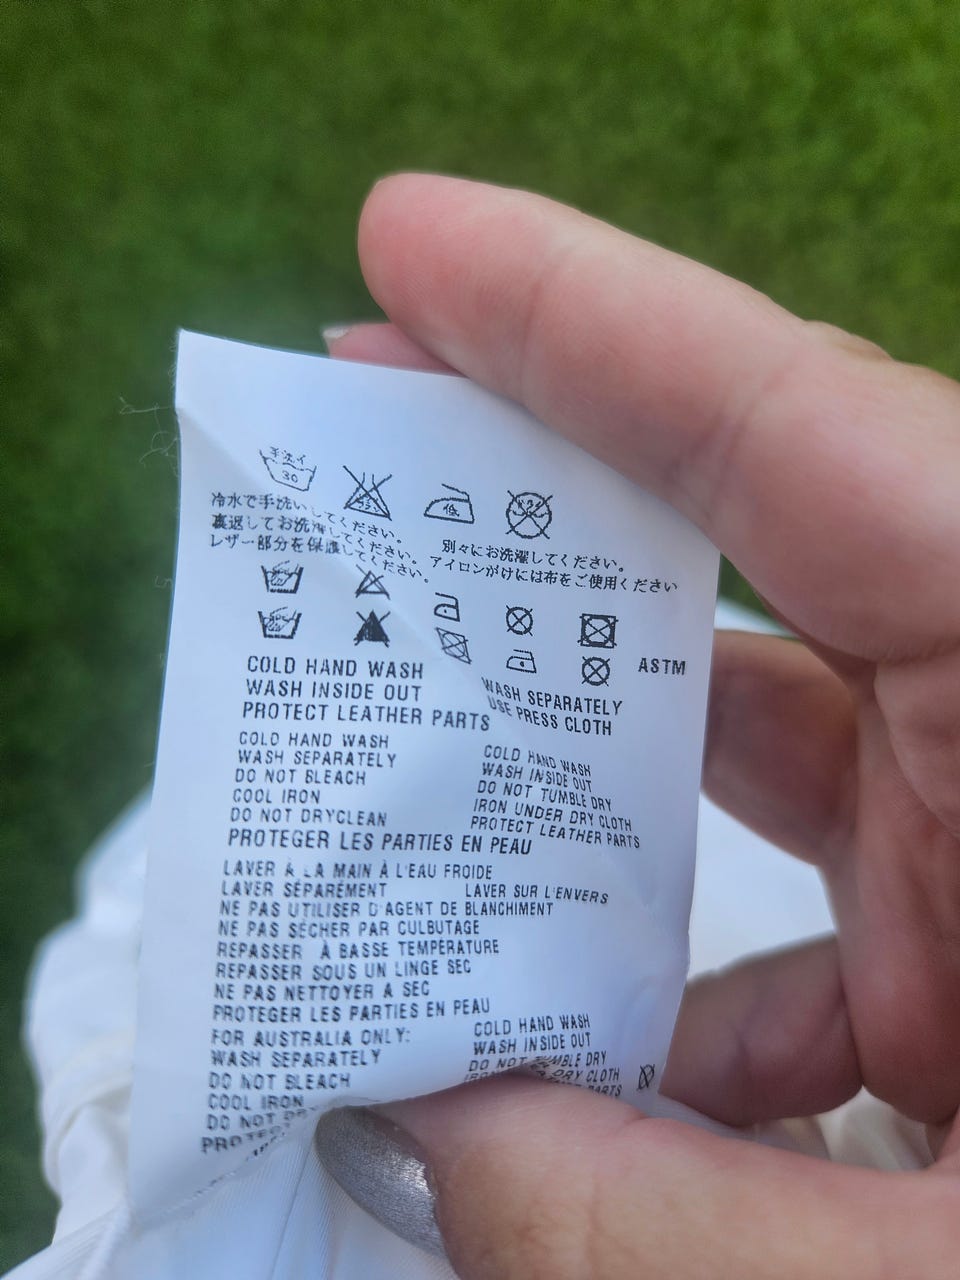 手洗イ
30
低
冷水で手洗いしてください。
裏返してお洗濯してください。
レザー部分を保護してください。
別々にお洗濯してください。
アイロンがけには布をご使用ください
ASTM
COLD HAND WASH
WASH INSIDE OUT
PROTECT LEATHER PARTS
WASH SEPARATELY
USE PRESS CLOTH
COLD HAND WASH
WASH SEPARATELY
DO NOT BLEACH
COOL IRON
DO NOT DRYCLEAN
COLD HAND WASH
WASH INSIDE OUT
DO NOT TUMBLE DRY
IRON UNDER DRY CLOTH
PROTECT LEATHER PARTS
PROTEGER LES PARTIES EN PEAU
LAVER À LA MAIN À L'EAU FROIDE
LAVER SÉPARÉMENT LAVER SUR L'ENVERS
NE PAS UTILISER D'AGENT DE BLANCHIMENT
NE PAS SÉCHER PAR CULBUTAGE
REPASSER À BASSE TEMPÉRATURE
REPASSER SOUS UN LINGE SEC
NE PAS NETTOYER A SEC
PROTEGER LES PARTIES EN PEAU
FOR AUSTRALIA ONLY:
WASH SEPARATELY
DO NOT BLEACH
COOL IRON
DO NOT
COLD HAND WASH
WASH INSIDE OUT
DO NOT TUMBLE DRY
DRY CLOTH
PARTS